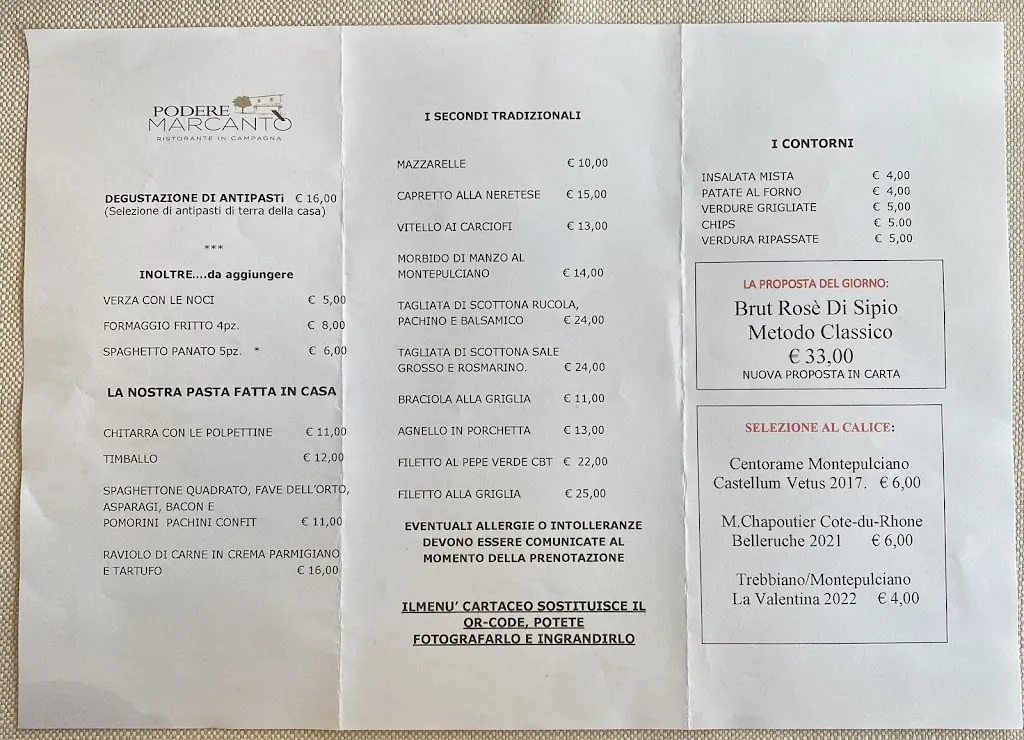 PODERE
MARCANTO
RISTORANTE IN CAMPAGNA
DEGUSTAZIONE DI ANTIPASTi € 16,00
(Selezione di antipasti di terra della casa)
***
INOLTRE....da aggiungere
VERZA CON LE NOCI € 5,00
FORMAGGIO FRITTO 4pz. € 8,00
SPAGHETTO PANATO 5pz. * € 6,00
LA NOSTRA PASTA FATTA IN CASA
CHITARRA CON LE POLPETTINE € 11,00
TIMBALLO € 12,00
SPAGHETTONE QUADRATO, FAVE DELL'ORTO,
ASPARAGI, BACON E
POMORINI PACHINI CONFIT € 11,00
RAVIOLO DI CARNE IN CREMA PARMIGIANO
E TARTUFO € 16,00
I SECONDI TRADIZIONALI
MAZZARELLE € 10,00
CAPRETTO ALLA NERETESE € 15,00
VITELLO AI CARCIOFI € 13,00
MORBIDO DI MANZO AL
MONTEPULCIANO € 14,00
TAGLIATA DI SCOTTONA RUCOLA,
PACHINO E BALSAMICO € 24,00
TAGLIATA DI SCOTTONA SALE
GROSSO E ROSMARINO. € 24,00
BRACIOLA ALLA GRIGLIA € 11,00
AGNELLO IN PORCHETTA € 13,00
FILETTO AL PEPE VERDE CBT € 22,00
FILETTO ALLA GRIGLIA € 25,00
EVENTUALI ALLERGIE O INTOLLERANZE
DEVONO ESSERE COMUNICATE AL
MOMENTO DELLA PRENOTAZIONE
ILMENU' CARTACEO SOSTITUISCE IL
QR-CODE, POTETE
FOTOGRAFARLO E INGRANDIRLO
I CONTORNI
INSALATA MISTA € 4,00
PATATE AL FORNO € 4,00
VERDURE GRIGLIATE € 5,00
CHIPS € 5.00
VERDURA RIPASSATE € 5,00
LA PROPOSTA DEL GIORNO:
Brut Rosè Di Sipio
Metodo Classico
€ 33,00
NUOVA PROPOSTA IN CARTA
SELEZIONE AL CALICE:
Centorame Montepulciano
Castellum Vetus 2017. € 6,00
M.Chapoutier Cote-du-Rhone
Belleruche 2021 € 6,00
Trebbiano/Montepulciano
La Valentina 2022 € 4,00